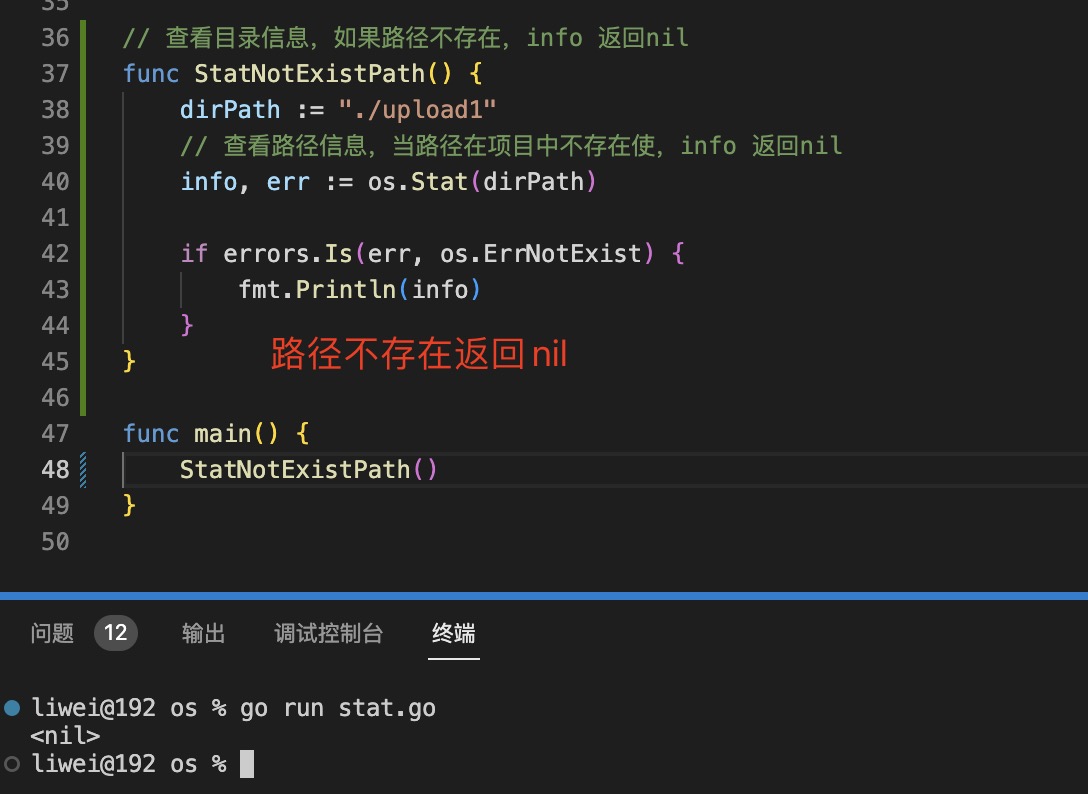 35
36 // 查看目录信息，如果路径不存在，info 返回nil
37 func StatNotExistPath() {
38     dirPath := "./upload1"
39     // 查看路径信息，当路径在项目中不存在使，info 返回nil
40     info, err := os.Stat(dirPath)
41
42     if errors.Is(err, os.ErrNotExist) {
43         fmt.Println(info)
44     }
路径不存在返回nil
45 }
46
47 func main() {
48     StatNotExistPath()
49 }
50
问题 12 输出 调试控制台 终端
liwei@192 os % go run stat.go
<nil>
liwei@192 os %